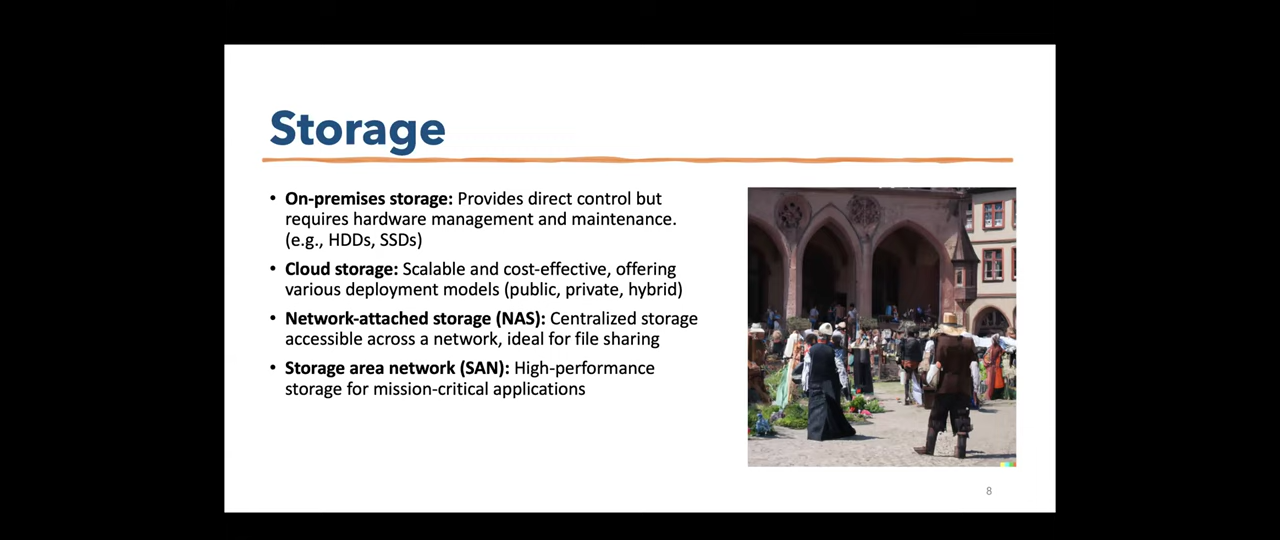 Storage
• On-premises storage: Provides direct control but
requires hardware management and maintenance.
(e.g., HDDs, SSDs)
• Cloud storage: Scalable and cost-effective, offering
various deployment models (public, private, hybrid)
• Network-attached storage (NAS): Centralized storage
accessible across a network, ideal for file sharing
• Storage area network (SAN): High-performance
storage for mission-critical applications
8